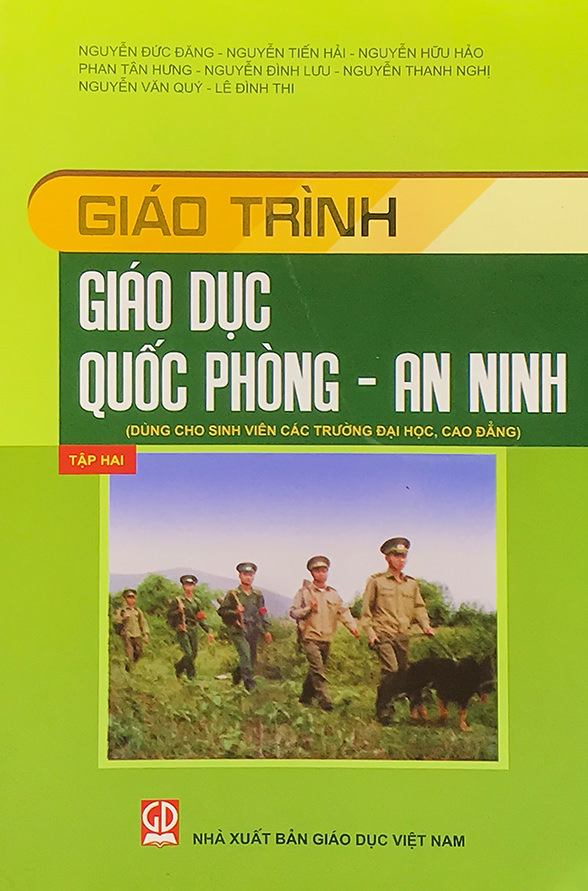 NGUYỄN ĐỨC ĐĂNG - NGUYỄN TIẾN HẢI - NGUYỄN HỮU HẢO
PHAN TÂN HƯNG - NGUYỄN ĐÌNH LƯU - NGUYỄN THANH NGHỊ
NGUYỄN VĂN QUÝ - LÊ ĐÌNH THI
GIÁO TRÌNH
GIÁO DỤC
QUỐC PHÒNG - AN NINH
(DÙNG CHO SINH VIÊN CÁC TRƯỜNG ĐẠI HỌC, CAO ĐẲNG)
TẬP HAI
GD
NHÀ XUẤT BẢN GIÁO DỤC VIỆT NAM